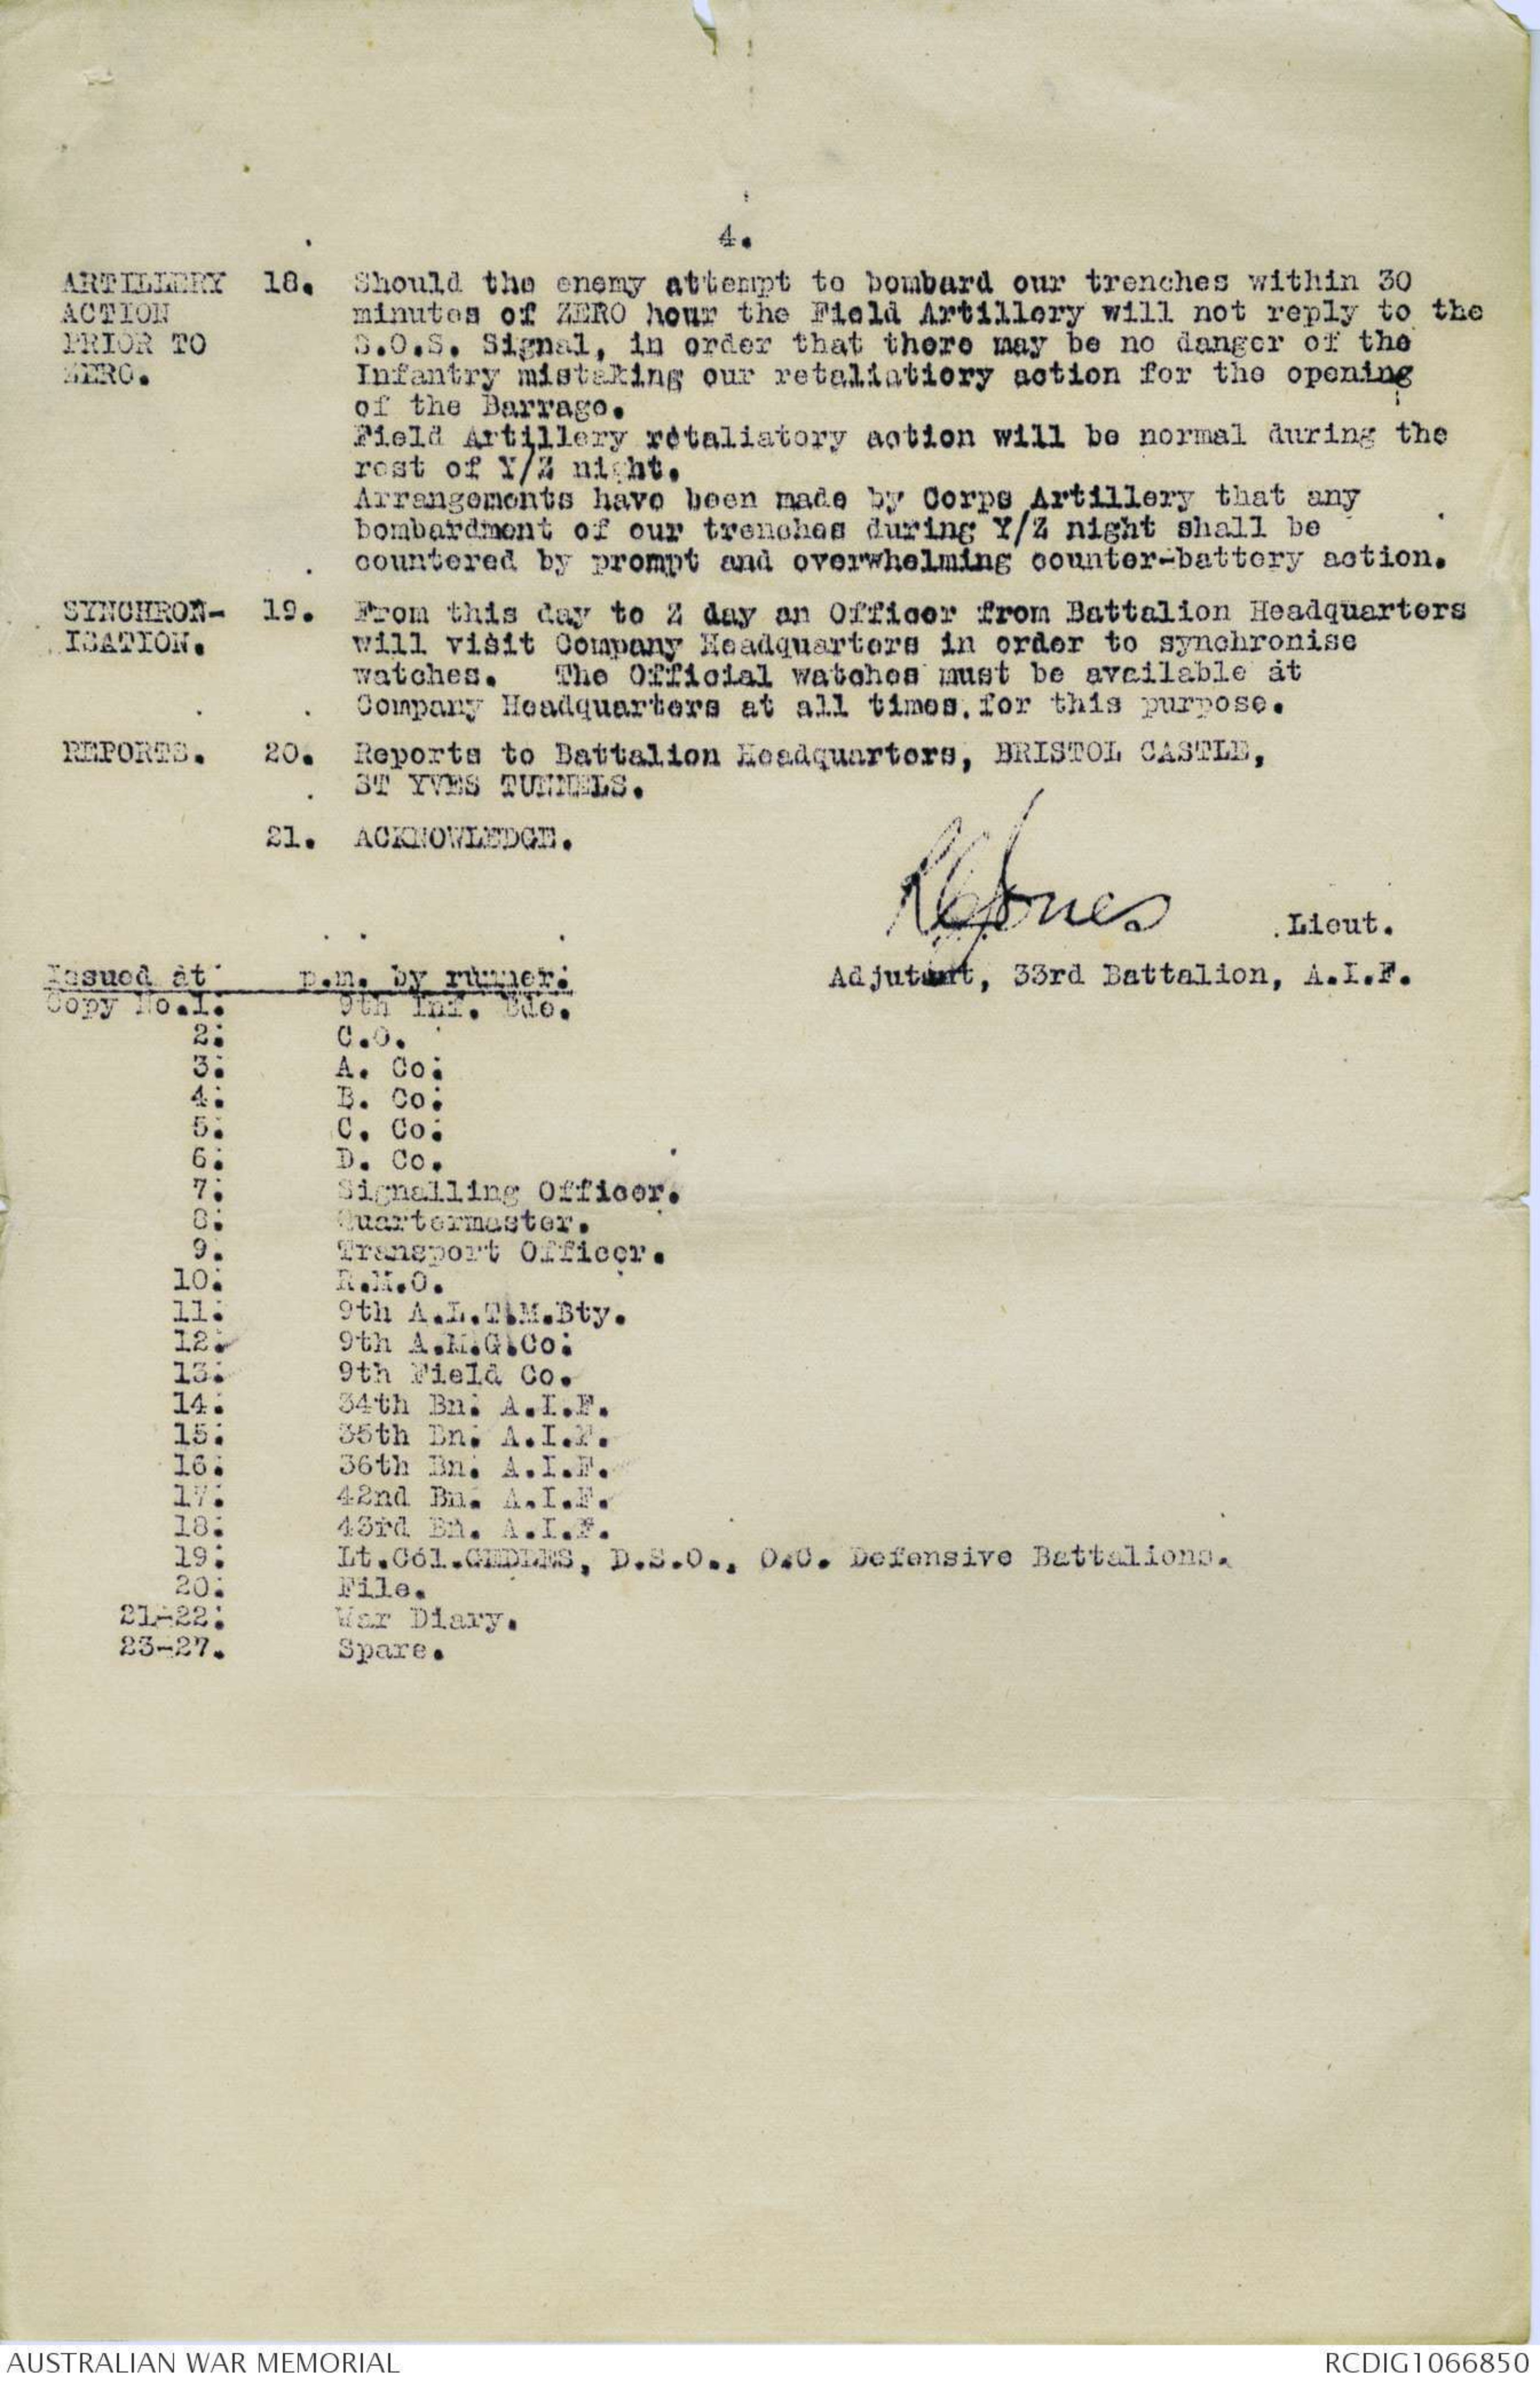 4.
ARTILLERY 18. Should the enemy attempt to bombard our trenches within 30
ACTION minutes of ZERO hour the Field Artillery will not reply to the
PRIOR TO S.O.S. Signal, in order that there may be no danger of the
ZERO. Infantry mistaking our retaliatiory action for the opening
of the Barrage.
Field Artillery retaliatory action will be normal during the
rest of Y/Z night.
Arrangements have been made by Corps Artillery that any
bombardment of our trenches during Y/Z night shall be
countered by prompt and overwhelming counter-battery action.
SYNCHRON- 19. From this day to Z day an Officer from Battalion Headquarters
ISATION. will visit Company Headquarters in order to synchronise
watches. The Official watches must be available at
Company Headquarters at all times for this purpose.
REPORTS. 20. Reports to Battalion Headquarters, BRISTOL CASTLE,
ST YVES TUNNELS.
21. ACKNOWLEDGE.
Jones Lieut.
Adjutant, 33rd Battalion, A.I.F.
Issued at p.m. by runner:
Copy No.1. 9th Inf. Bde.
2: C.O.
3: A. Co:
4: B. Co:
5: C. Co:
6: D. Co.
7: Signalling Officer.
8: Quartermaster.
9. Transport Officer.
10: R.M.O.
11: 9th A.L.T.M.Bty.
12. 9th A.M.G.Co:
13. 9th Field Co.
14. 34th Bn: A.I.F.
15: 35th Bn: A.I.F.
16: 36th Bn: A.I.F.
17: 42nd Bn. A.I.F.
18: 43rd Bn. A.I.F.
19: Lt.Col.GEDDES, D.S.O., O.C. Defensive Battalions.
20: File.
21-22: War Diary.
23-27. Spare.
AUSTRALIAN WAR MEMORIAL RCDIG1066850